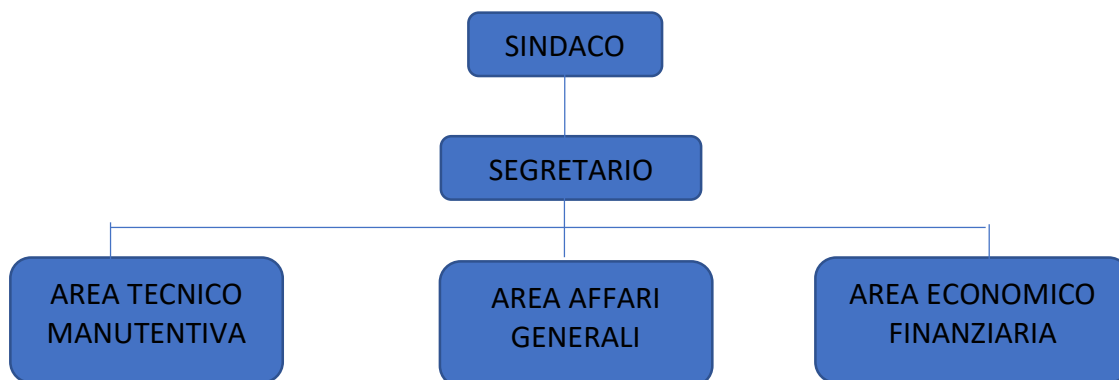 SINDACO
SEGRETARIO
AREA TECNICO
MANUTENTIVA
AREA AFFARI
GENERALI
AREA ECONOMICO
FINANZIARIA